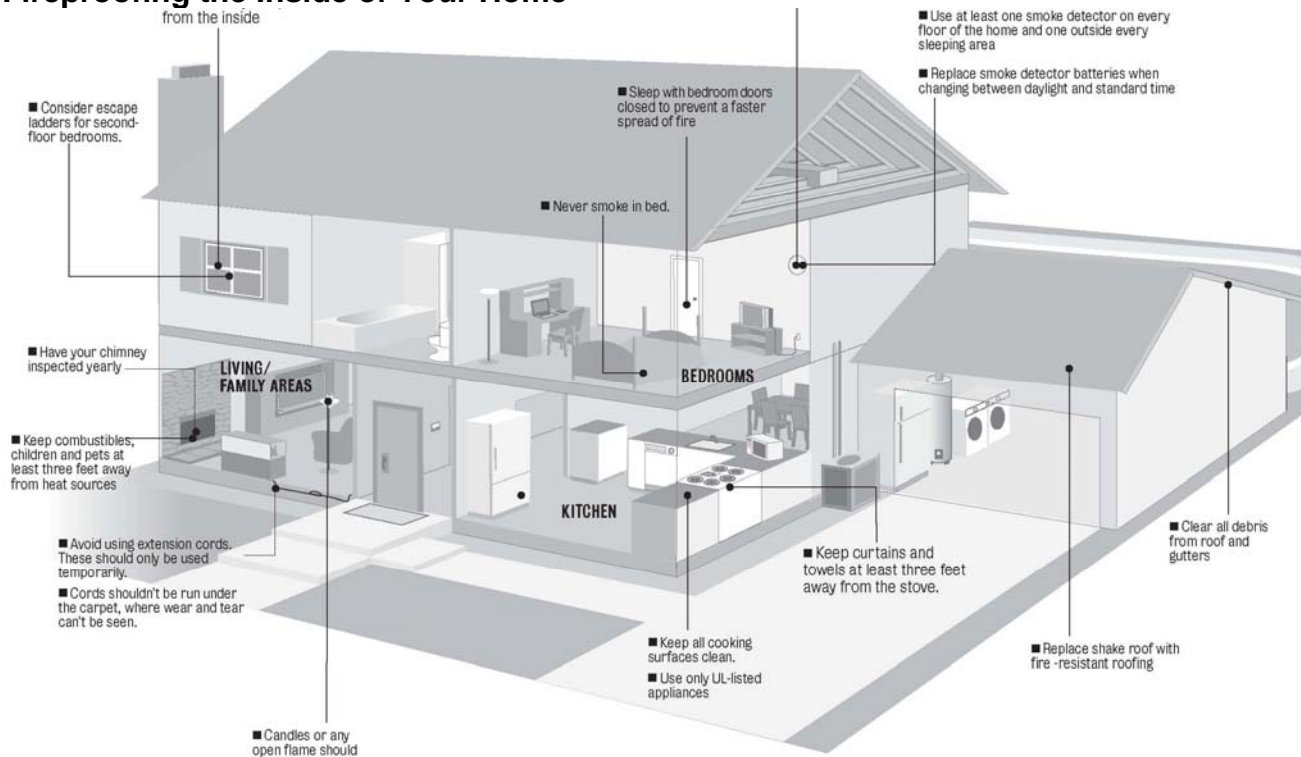 Fireproofing the Inside of Your Home
from the inside
■ Use at least one smoke detector on every
floor of the home and one outside every
sleeping area
■ Replace smoke detector batteries when
changing between daylight and standard time
■ Consider escape
ladders for second-
floor bedrooms.
■ Sleep with bedroom doors
closed to prevent a faster
spread of fire
■ Never smoke in bed.
■ Have your chimney
inspected yearly
LIVING/
FAMILY AREAS
BEDROOMS
■ Keep combustibles,
children and pets at
least three feet away
from heat sources
KITCHEN
■ Avoid using extension cords.
These should only be used
temporarily.
■ Cords shouldn't be run under
the carpet, where wear and tear
can't be seen.
■ Keep curtains and
towels at least three feet
away from the stove.
■ Clear all debris
from roof and
gutters
■ Keep all cooking
surfaces clean.
■ Use only UL-listed
appliances
■ Replace shake roof with
fire -resistant roofing
■ Candles or any
open flame should